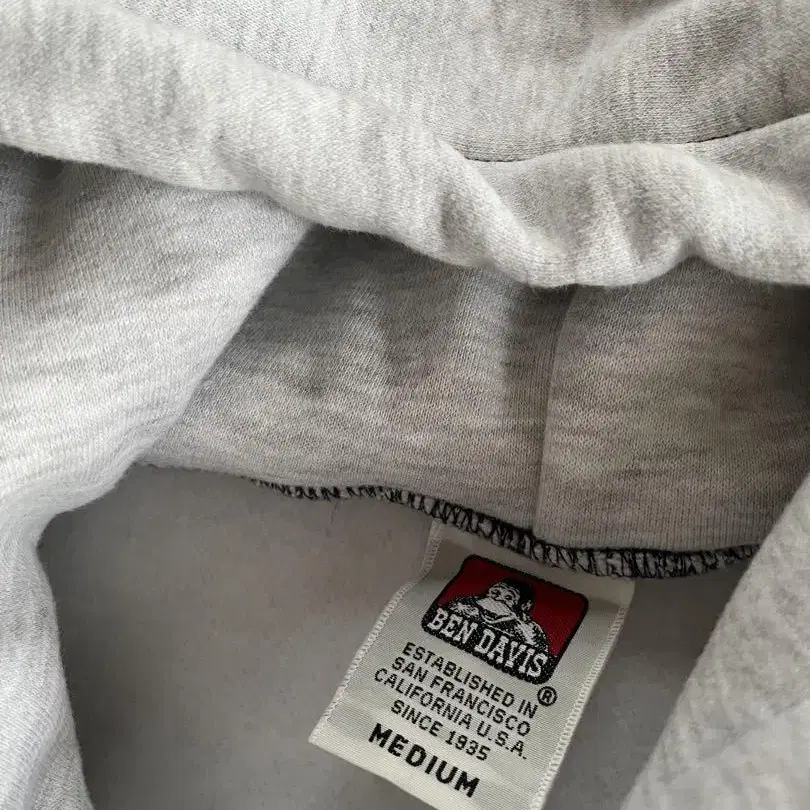 BEN DAVIS
®
ESTABLISHED IN
SAN FRANCISCO
CALIFORNIA U.S.A.
SINCE 1935
MEDIUM